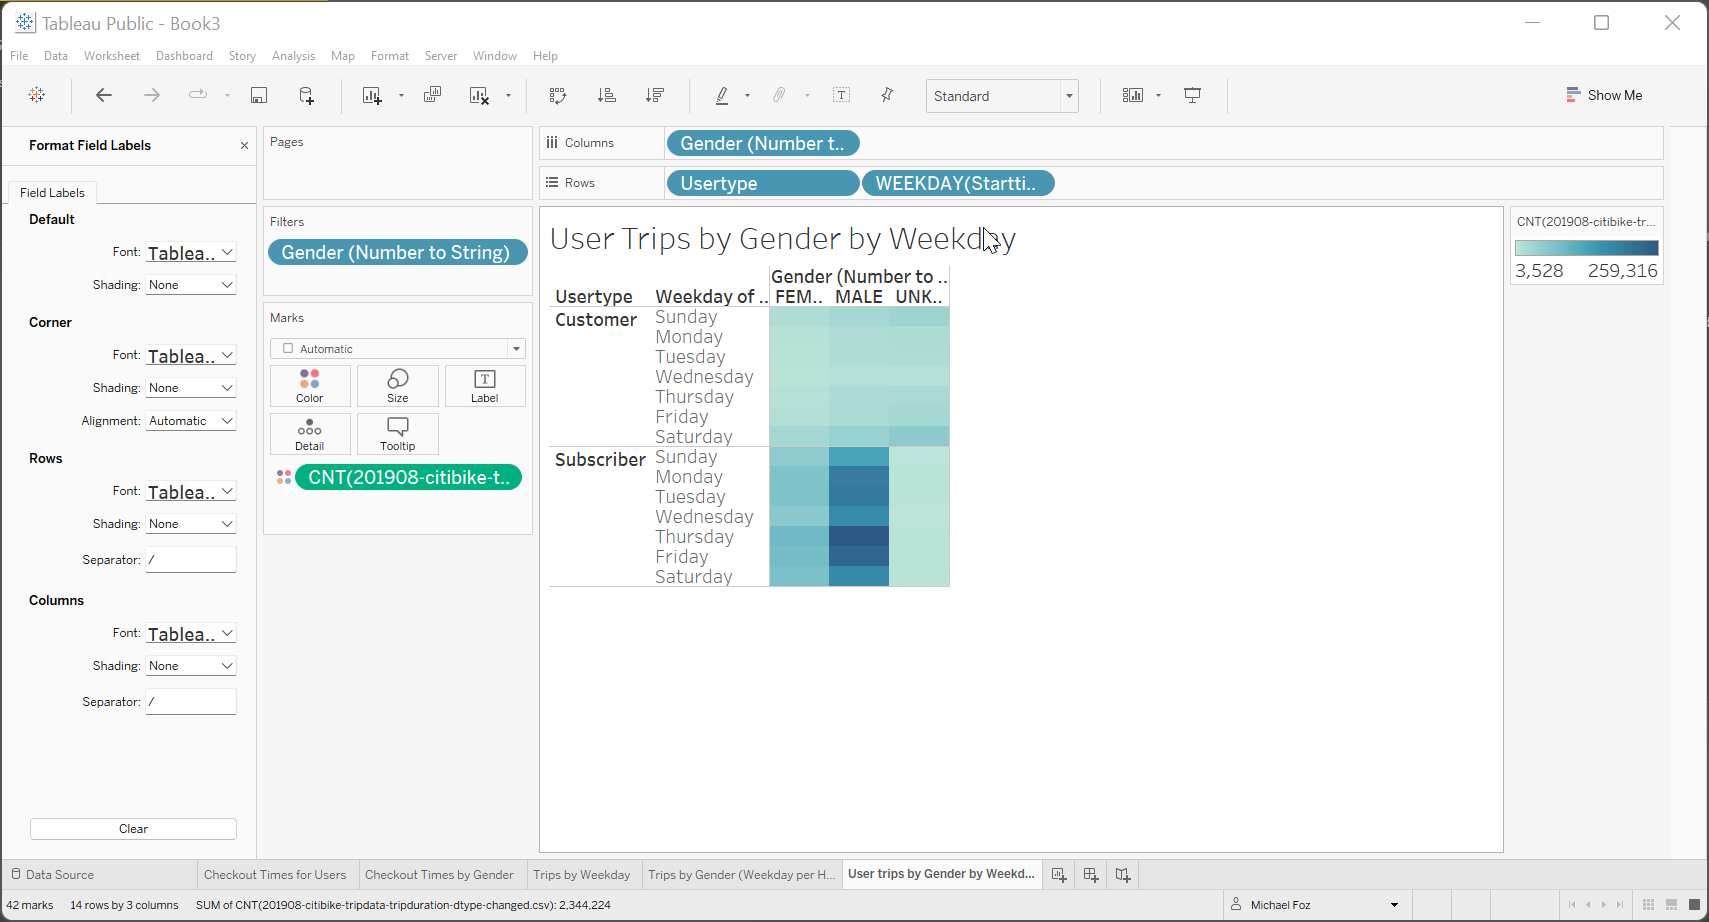 Tableau Public - Book3
File Data Worksheet Dashboard Story Analysis Map Format Server Window Help
Standard
Show Me
Format Field Labels
Field Labels
Default
Font: Tablea..
Shading: None
Corner
Font: Tablea..
Shading: None
Alignment: Automatic
Rows
Font: Tablea..
Shading: None
Separator: /
Columns
Font: Tablea..
Shading: None
Separator: /
Clear
Pages
Filters
Gender (Number to String)
Marks
Automatic
Color Size Label
Detail Tooltip
CNT(201908-citibike-t..
Columns Gender (Number t..
Rows Usertype WEEKDAY(Startti..
User Trips by Gender by Weekday
Gender (Number to ..
Usertype Weekday of .. FEM.. MALE UNK..
Customer Sunday
Monday
Tuesday
Wednesday
Thursday
Friday
Saturday
Subscriber Sunday
Monday
Tuesday
Wednesday
Thursday
Friday
Saturday
CNT(201908-citibike-tr...
3,528 259,316
Data Source Checkout Times for Users Checkout Times by Gender Trips by Weekday Trips by Gender (Weekday per H... User trips by Gender by Weekd...
42 marks 14 rows by 3 columns SUM of CNT(201908-citibike-tripdata-tripduration-dtype-changed.csv): 2,344,224
Michael Foz